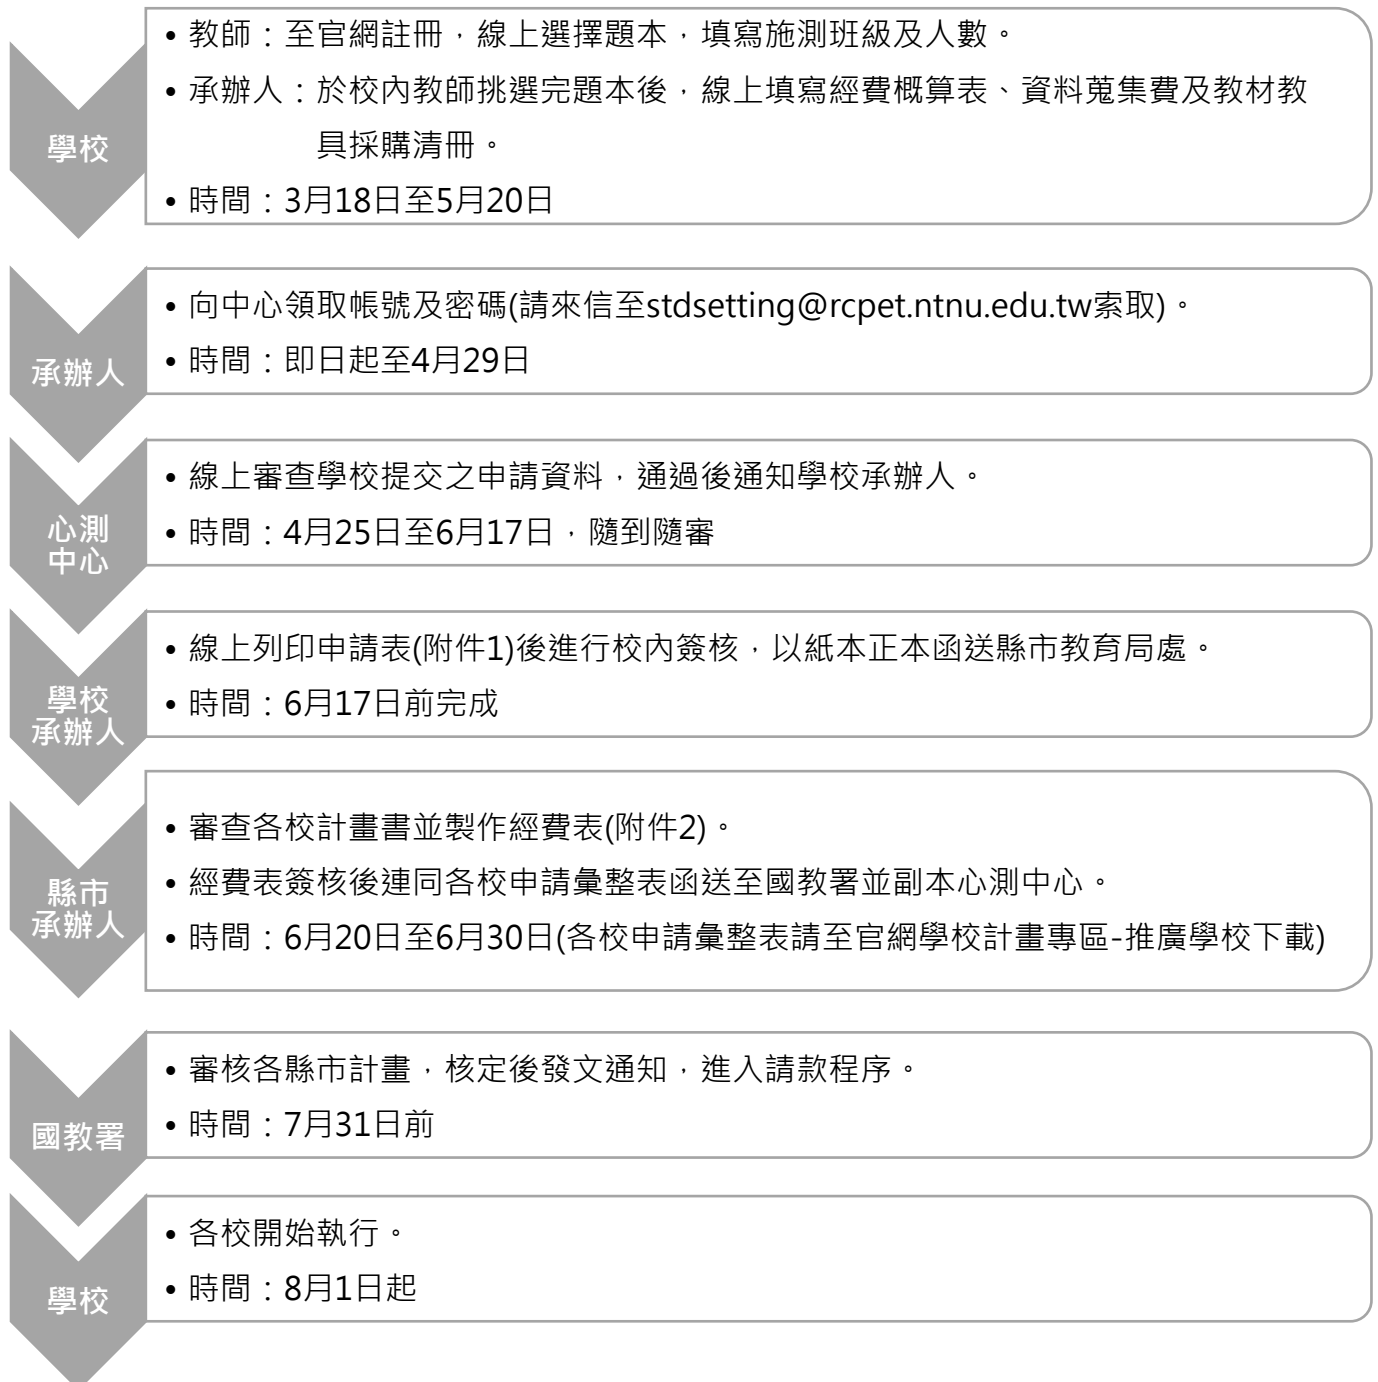 • 教師：至官網註冊，線上選擇題本，填寫施測班級及人數。
• 承辦人：於校內教師挑選完題本後，線上填寫經費概算表、資料蒐集費及教材教
具採購清冊。
學校
• 時間：3月18日至5月20日
• 向中心領取帳號及密碼(請來信至stdsetting@rcpet.ntnu.edu.tw索取)。
承辦人
• 時間：即日起至4月29日
• 線上審查學校提交之申請資料，通過後通知學校承辦人。
心測
中心
• 時間：4月25日至6月17日，隨到隨審
• 線上列印申請表(附件1)後進行校內簽核，以紙本正本函送縣市教育局處。
學校
承辦人
• 時間：6月17日前完成
• 審查各校計畫書並製作經費表(附件2)。
• 經費表簽核後連同各校申請彙整表函送至國教署並副本心測中心。
縣市
承辦人
• 時間：6月20日至6月30日(各校申請彙整表請至官網學校計畫專區-推廣學校下載)
• 審核各縣市計畫，核定後發文通知，進入請款程序。
國教署
• 時間：7月31日前
• 各校開始執行。
學校
• 時間：8月1日起